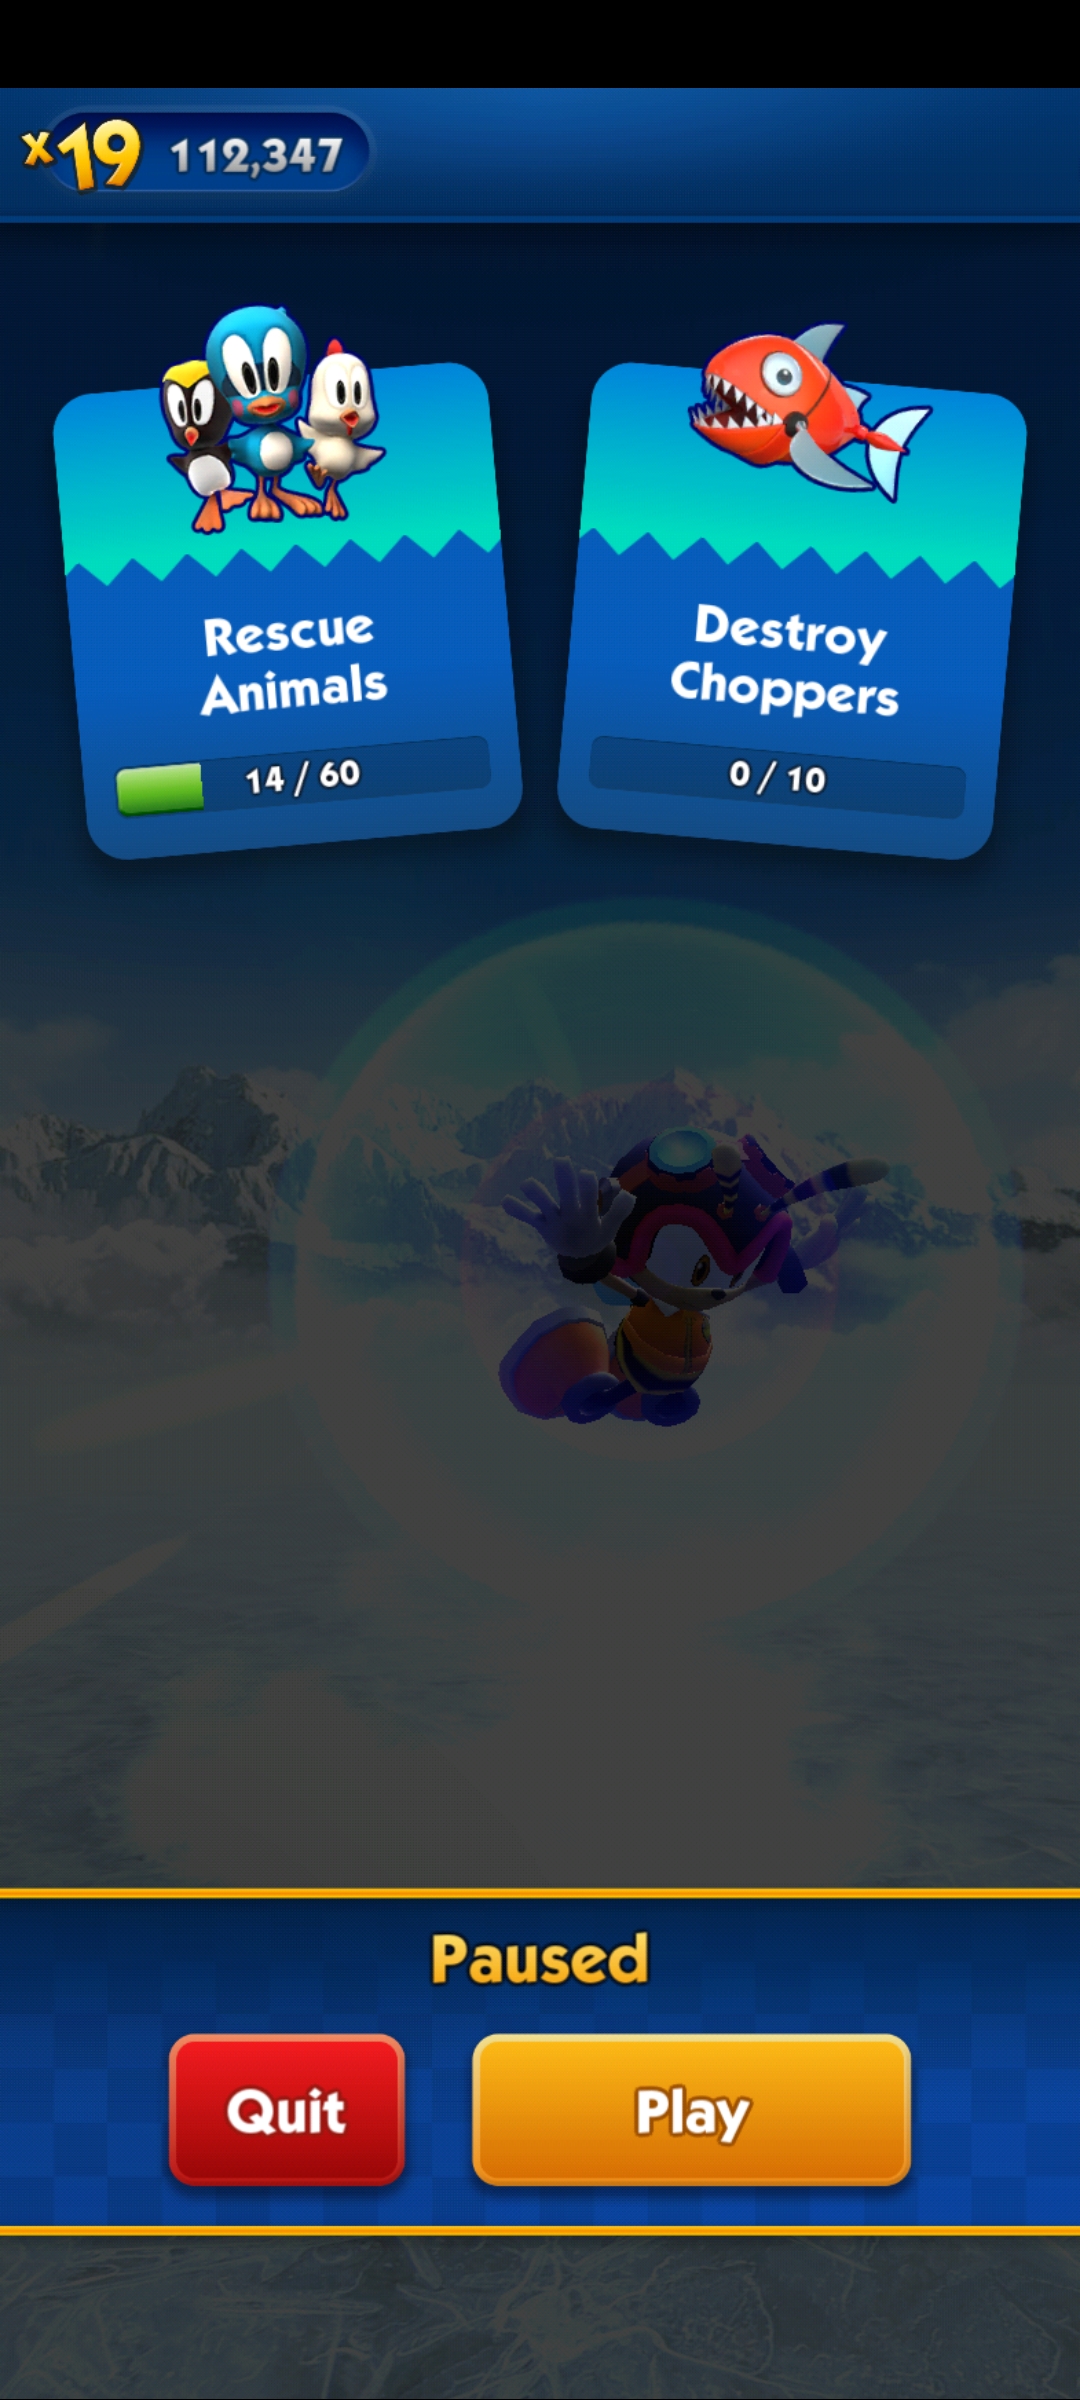 x19 112,347
Rescue
Animals
14 / 60
Destroy
Choppers
0 / 10
Paused
Quit
Play